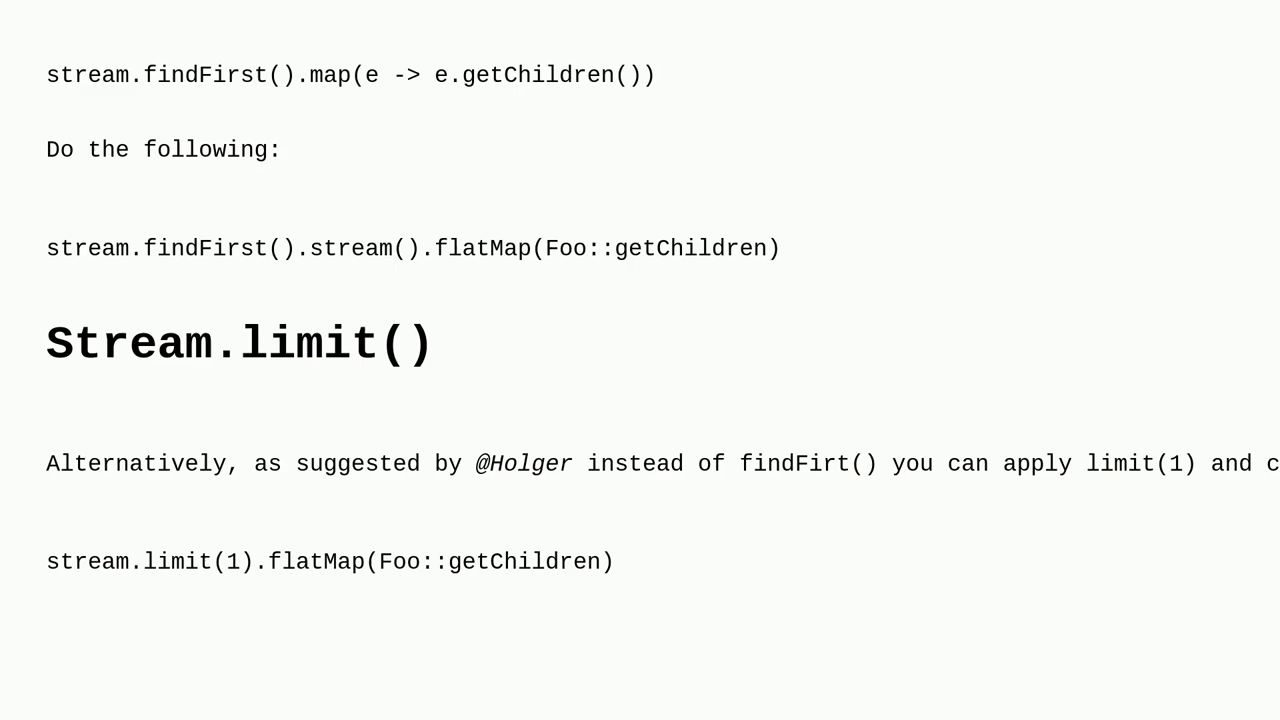 stream.findFirst().map(e -> e.getChildren())
Do the following:
stream.findFirst().stream().flatMap(Foo::getChildren)
Stream.limit()
Alternatively, as suggested by @Holger instead of findFirt() you can apply limit(1) and
stream.limit(1).flatMap(Foo::getChildren)